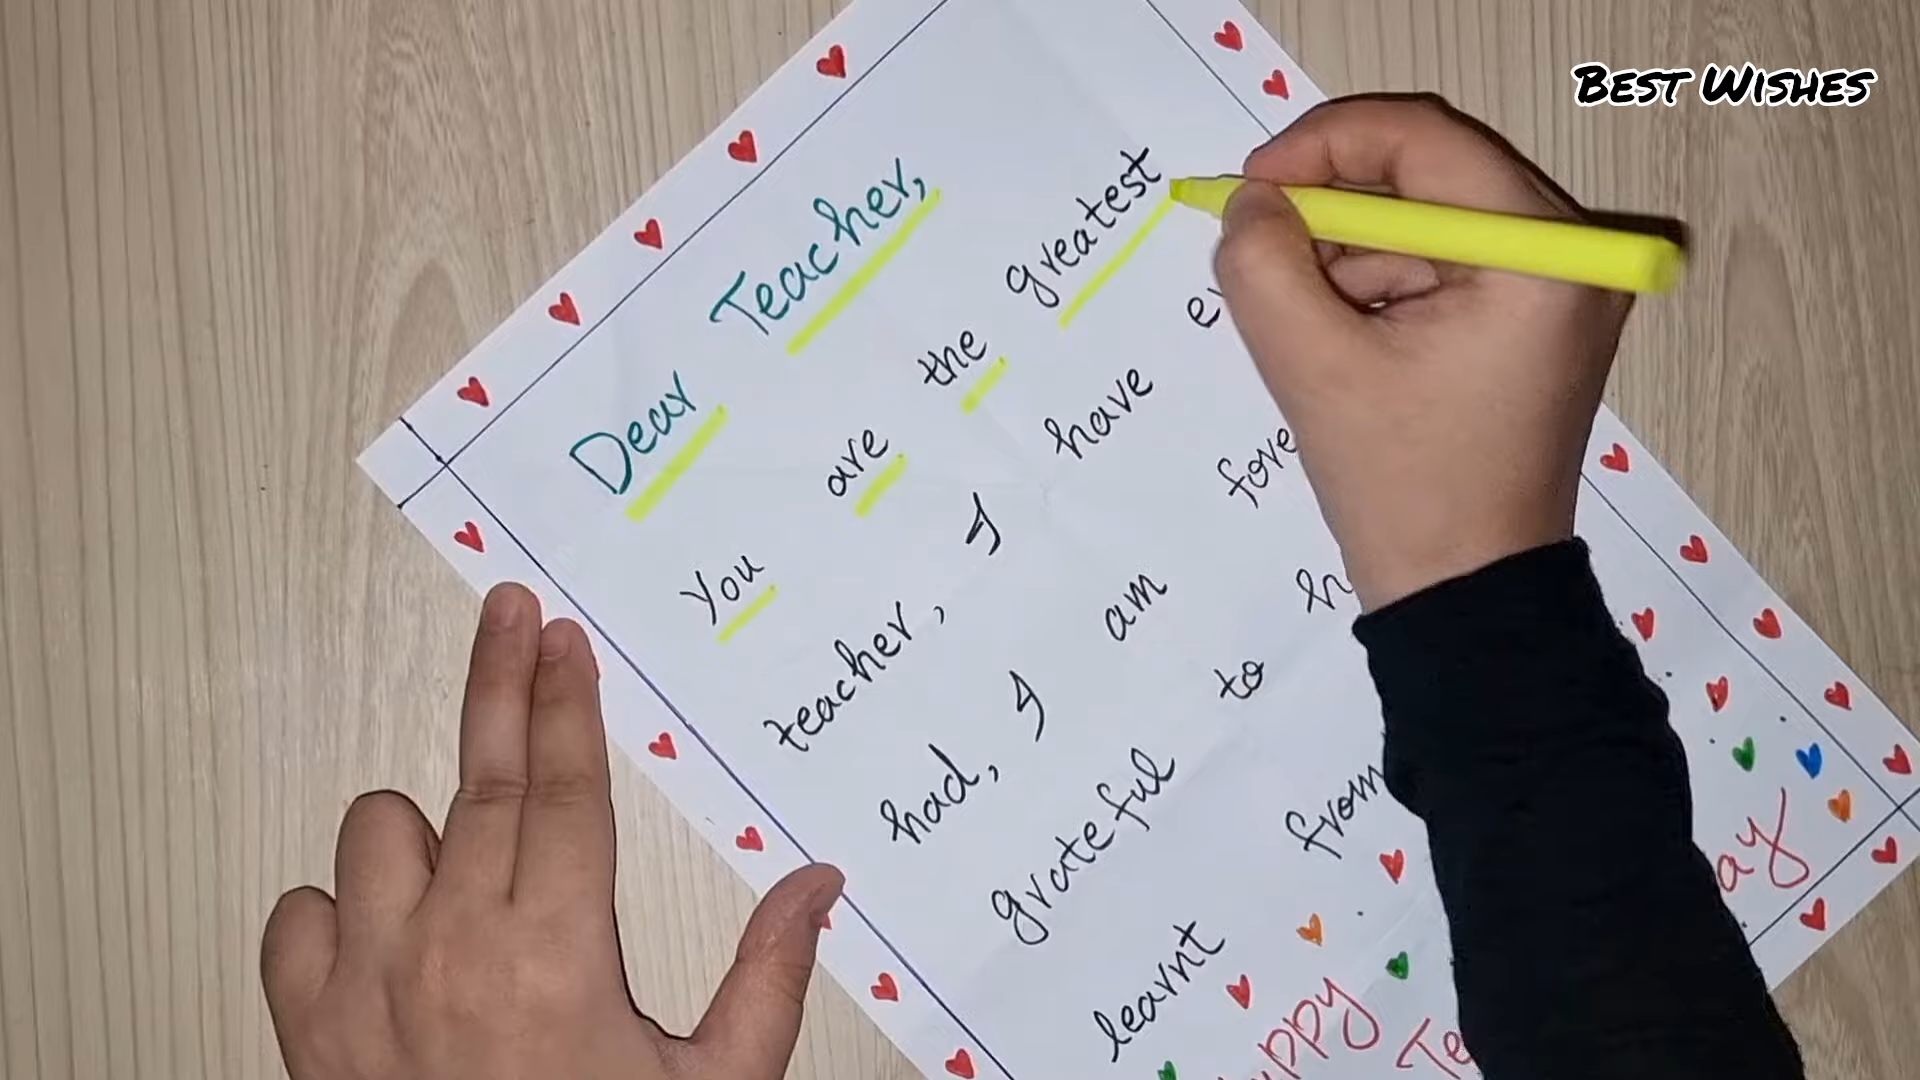 Best Wishes
Dear Teacher,
You are the greatest
teacher, I have
had, I am
grateful to
learnt from